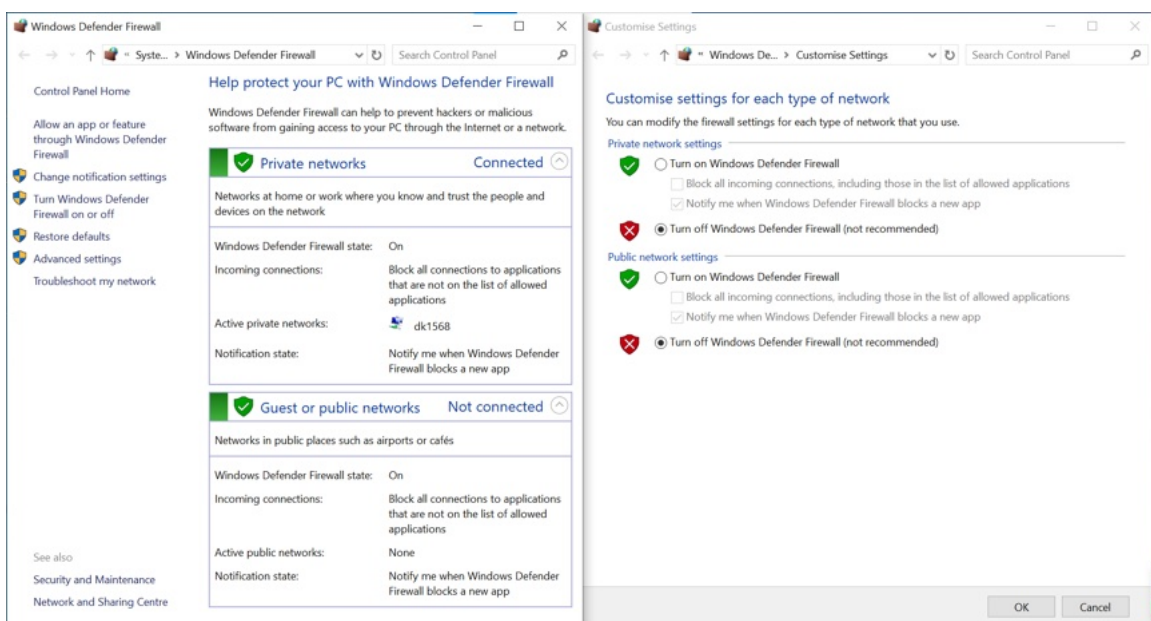 Windows Defender Firewall
« Syste... > Windows Defender Firewall
Search Control Panel
Control Panel Home
Allow an app or feature
through Windows Defender
Firewall
Change notification settings
Turn Windows Defender
Firewall on or off
Restore defaults
Advanced settings
Troubleshoot my network
See also
Security and Maintenance
Network and Sharing Centre
Help protect your PC with Windows Defender Firewall
Windows Defender Firewall can help to prevent hackers or malicious
software from gaining access to your PC through the Internet or a network.
Private networks Connected
Networks at home or work where you know and trust the people and
devices on the network
Windows Defender Firewall state: On
Incoming connections: Block all connections to applications
that are not on the list of allowed
applications
Active private networks: dk1568
Notification state: Notify me when Windows Defender
Firewall blocks a new app
Guest or public networks Not connected
Networks in public places such as airports or cafés
Windows Defender Firewall state: On
Incoming connections: Block all connections to applications
that are not on the list of allowed
applications
Active public networks: None
Notification state: Notify me when Windows Defender
Firewall blocks a new app
Customise Settings
« Windows De... > Customise Settings
Search Control Panel
Customise settings for each type of network
You can modify the firewall settings for each type of network that you use.
Private network settings
Turn on Windows Defender Firewall
Block all incoming connections, including those in the list of allowed applications
Notify me when Windows Defender Firewall blocks a new app
Turn off Windows Defender Firewall (not recommended)
Public network settings
Turn on Windows Defender Firewall
Block all incoming connections, including those in the list of allowed applications
Notify me when Windows Defender Firewall blocks a new app
Turn off Windows Defender Firewall (not recommended)
OK Cancel